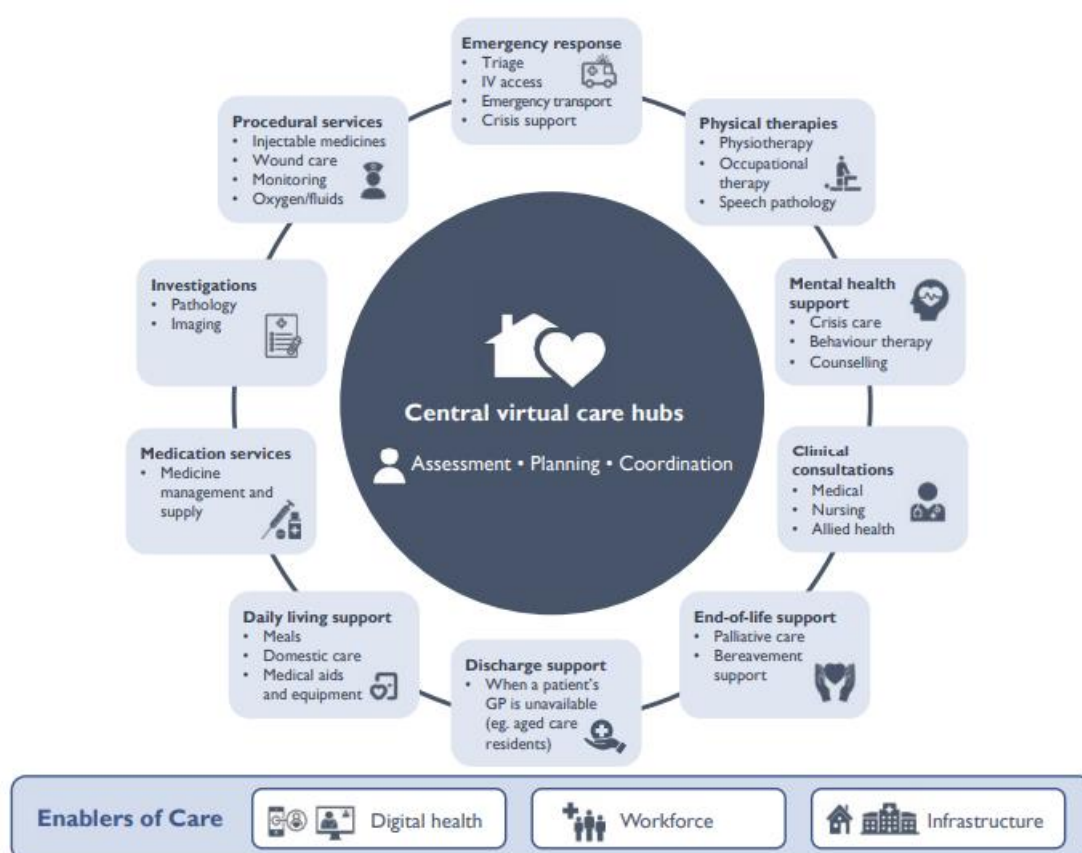 Emergency response
• Triage
• IV access
• Emergency transport
• Crisis support
Physical therapies
• Physiotherapy
• Occupational
therapy
• Speech pathology
Mental health
support
• Crisis care
• Behaviour therapy
• Counselling
Clinical
consultations
• Medical
• Nursing
• Allied health
End-of-life support
• Palliative care
• Bereavement
support
Discharge support
• When a patient's
GP is unavailable
(eg. aged care
residents)
Daily living support
• Meals
• Domestic care
• Medical aids
and equipment
Medication services
• Medicine
management and
supply
Investigations
• Pathology
• Imaging
Procedural services
• Injectable medicines
• Wound care
• Monitoring
• Oxygen/fluids
Central virtual care hubs
Assessment • Planning • Coordination
Enablers of Care
Digital health
Workforce
Infrastructure